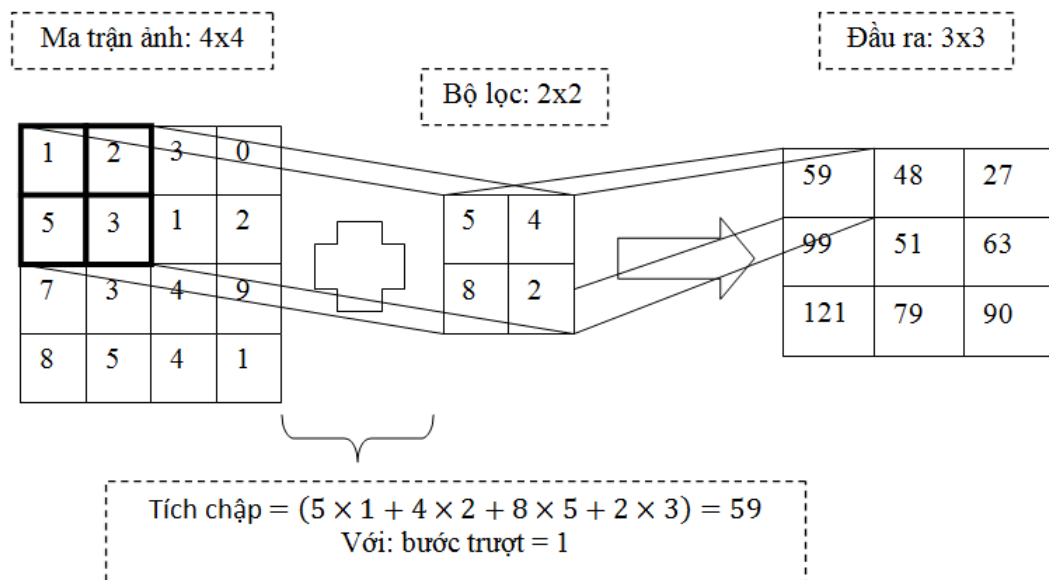 Ma trận ảnh: 4x4
Đầu ra: 3x3
Bộ lọc: 2x2
1 2 3 0
5 3 1 2
7 3 4 9
8 5 4 1
5 4
8 2
59 48 27
99 51 63
121 79 90
Tích chập = (5 × 1 + 4 × 2 + 8 × 5 + 2 × 3) = 59
Với: bước trượt = 1